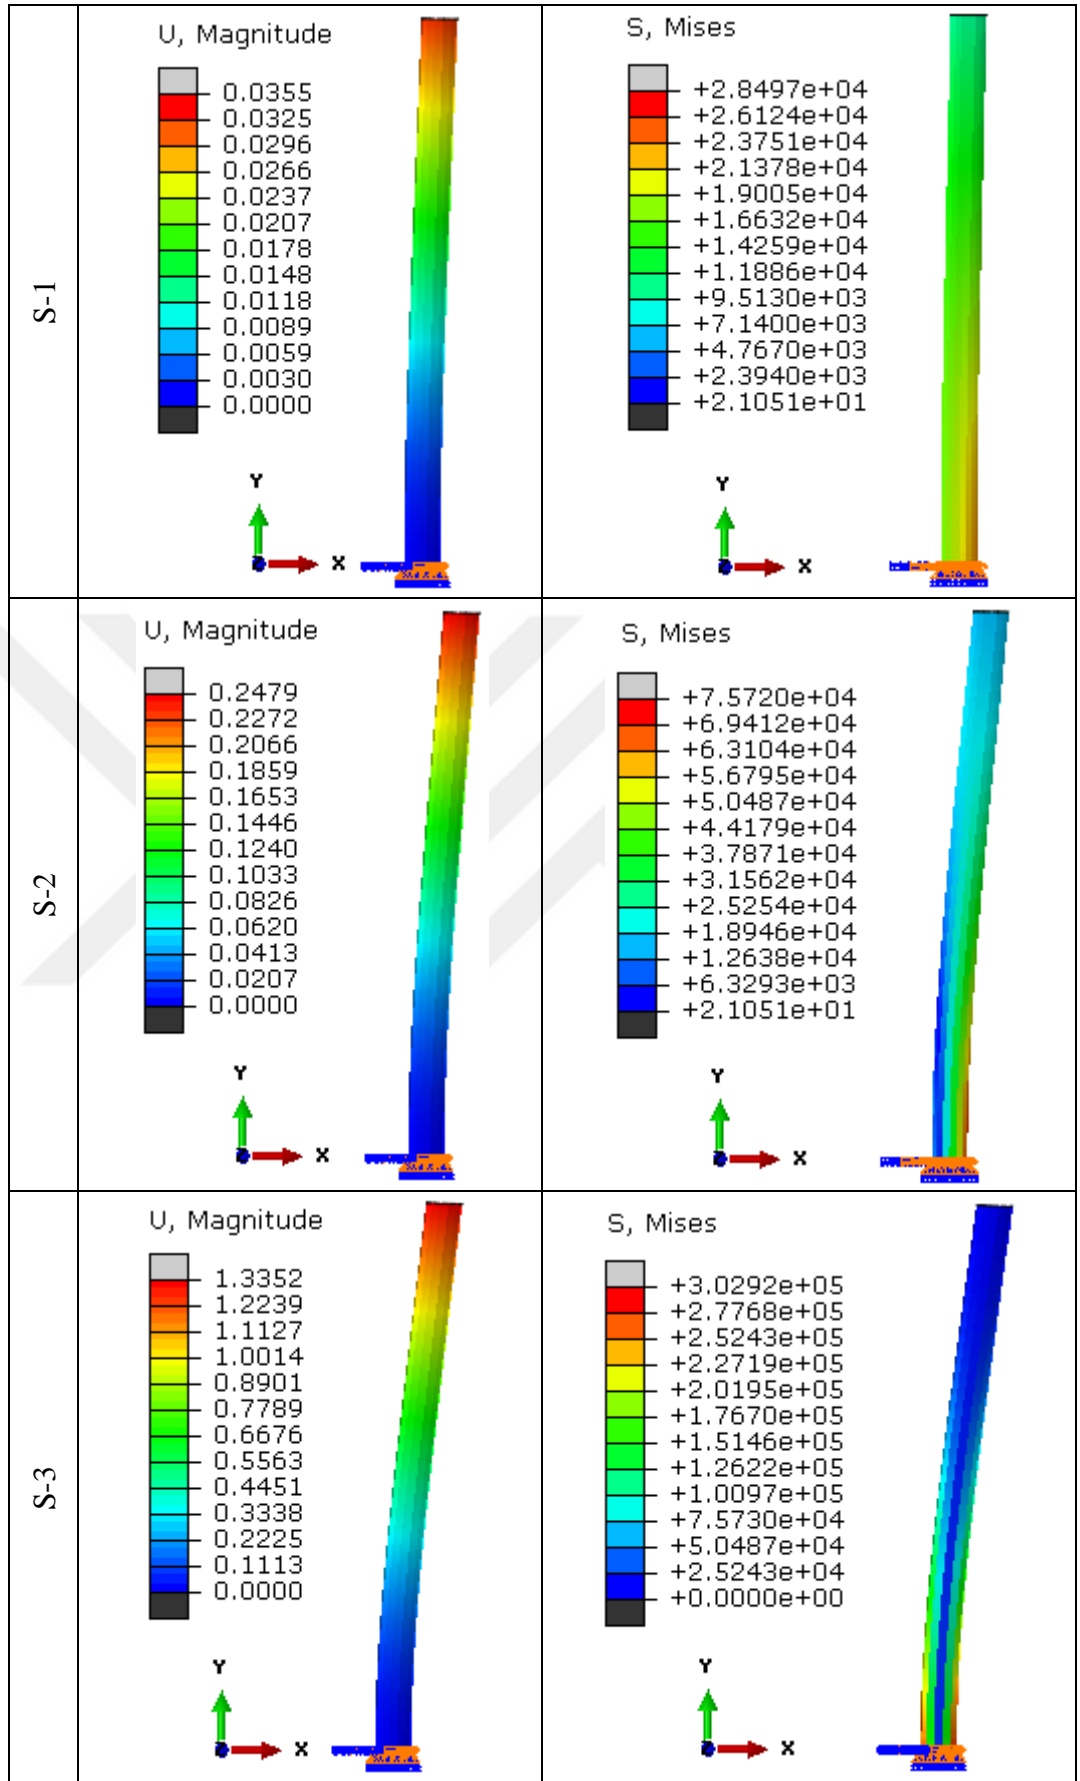 S-1
U, Magnitude
0.0355
0.0325
0.0296
0.0266
0.0237
0.0207
0.0178
0.0148
0.0118
0.0089
0.0059
0.0030
0.0000
Y
X
S, Mises
+2.8497e+04
+2.6124e+04
+2.3751e+04
+2.1378e+04
+1.9005e+04
+1.6632e+04
+1.4259e+04
+1.1886e+04
+9.5130e+03
+7.1400e+03
+4.7670e+03
+2.3940e+03
+2.1051e+01
Y
X
S-2
U, Magnitude
0.2479
0.2272
0.2066
0.1859
0.1653
0.1446
0.1240
0.1033
0.0826
0.0620
0.0413
0.0207
0.0000
Y
X
S, Mises
+7.5720e+04
+6.9412e+04
+6.3104e+04
+5.6795e+04
+5.0487e+04
+4.4179e+04
+3.7871e+04
+3.1562e+04
+2.5254e+04
+1.8946e+04
+1.2638e+04
+6.3293e+03
+2.1051e+01
Y
X
S-3
U, Magnitude
1.3352
1.2239
1.1127
1.0014
0.8901
0.7789
0.6676
0.5563
0.4451
0.3338
0.2225
0.1113
0.0000
Y
X
S, Mises
+3.0292e+05
+2.7768e+05
+2.5243e+05
+2.2719e+05
+2.0195e+05
+1.7670e+05
+1.5146e+05
+1.2622e+05
+1.0097e+05
+7.5730e+04
+5.0487e+04
+2.5243e+04
+0.0000e+00
Y
X